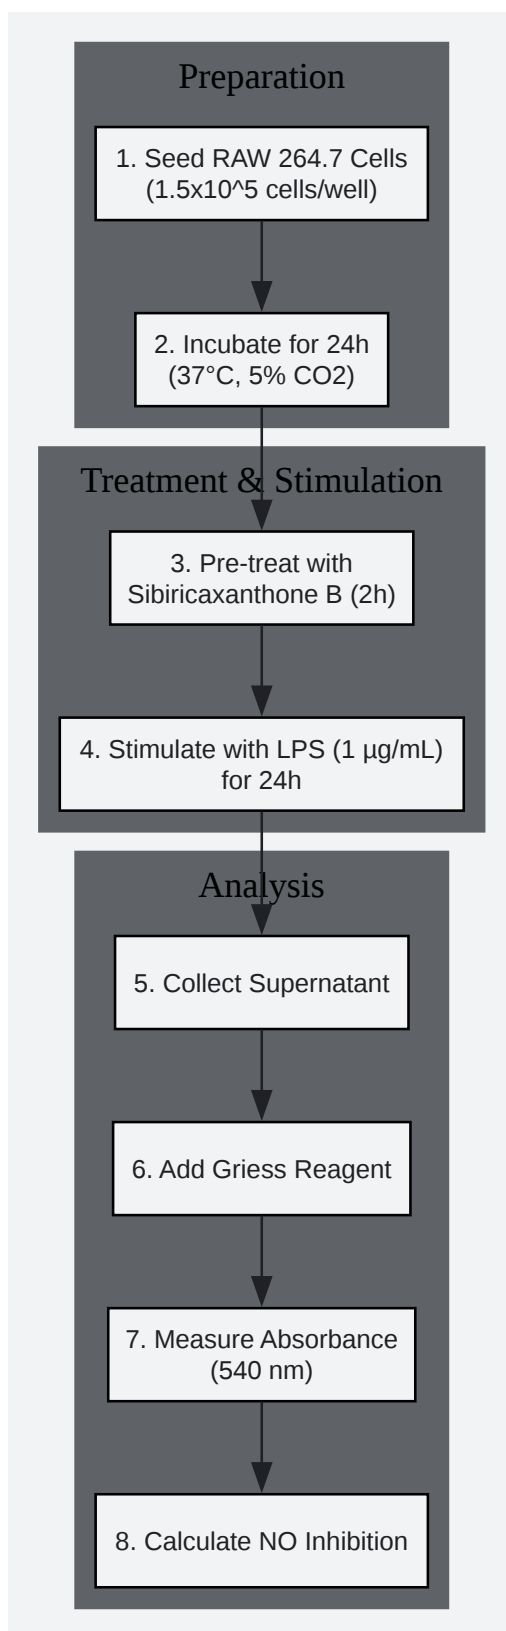 Preparation
1. Seed RAW 264.7 Cells
(1.5x10^5 cells/well)
2. Incubate for 24h
(37°C, 5% CO2)
Treatment & Stimulation
3. Pre-treat with
Sibiricaxanthone B (2h)
4. Stimulate with LPS (1 µg/mL)
for 24h
Analysis
5. Collect Supernatant
6. Add Griess Reagent
7. Measure Absorbance
(540 nm)
8. Calculate NO Inhibition